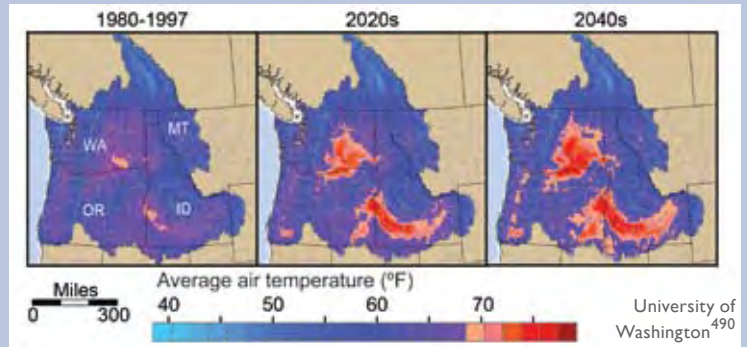 1980-1997 2020s 2040s
WA MT
OR ID
Miles
0 300
Average air temperature (ºF)
40 50 60 70
University of
Washington490